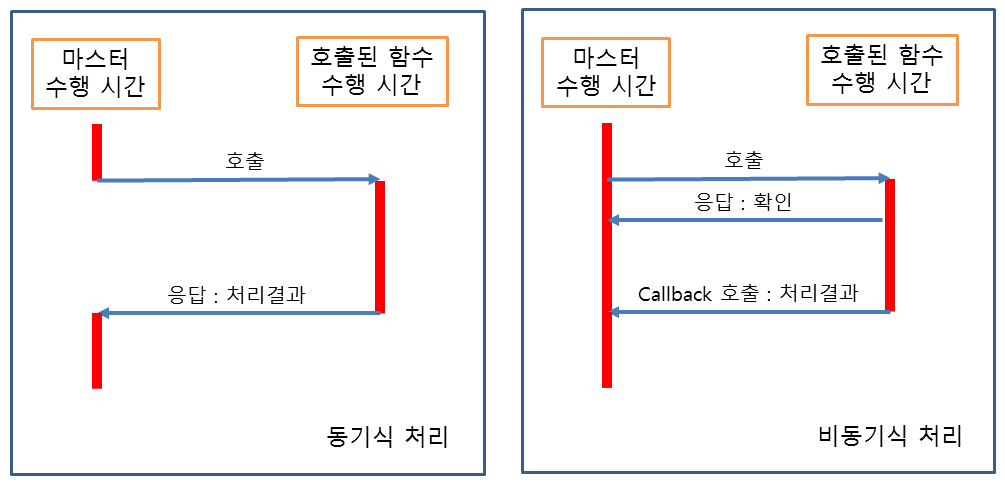 마스터
수행 시간
호출된 함수
수행 시간
호출
응답 : 처리결과
동기식 처리
마스터
수행 시간
호출된 함수
수행 시간
호출
응답 : 확인
Callback 호출 : 처리결과
비동기식 처리